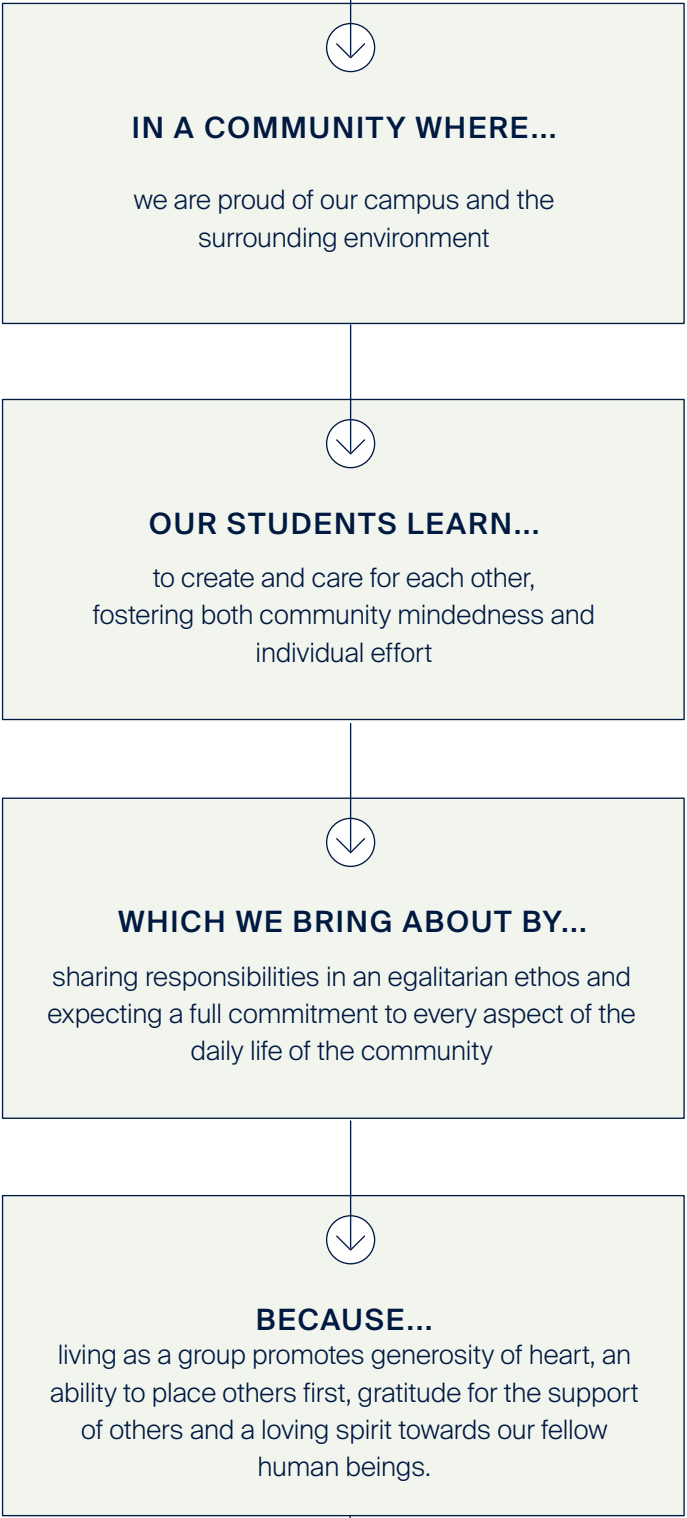 IN A COMMUNITY WHERE...
we are proud of our campus and the
surrounding environment
OUR STUDENTS LEARN...
to create and care for each other,
fostering both community mindedness and
individual effort
WHICH WE BRING ABOUT BY...
sharing responsibilities in an egalitarian ethos and
expecting a full commitment to every aspect of the
daily life of the community
BECAUSE...
living as a group promotes generosity of heart, an
ability to place others first, gratitude for the support
of others and a loving spirit towards our fellow
human beings.